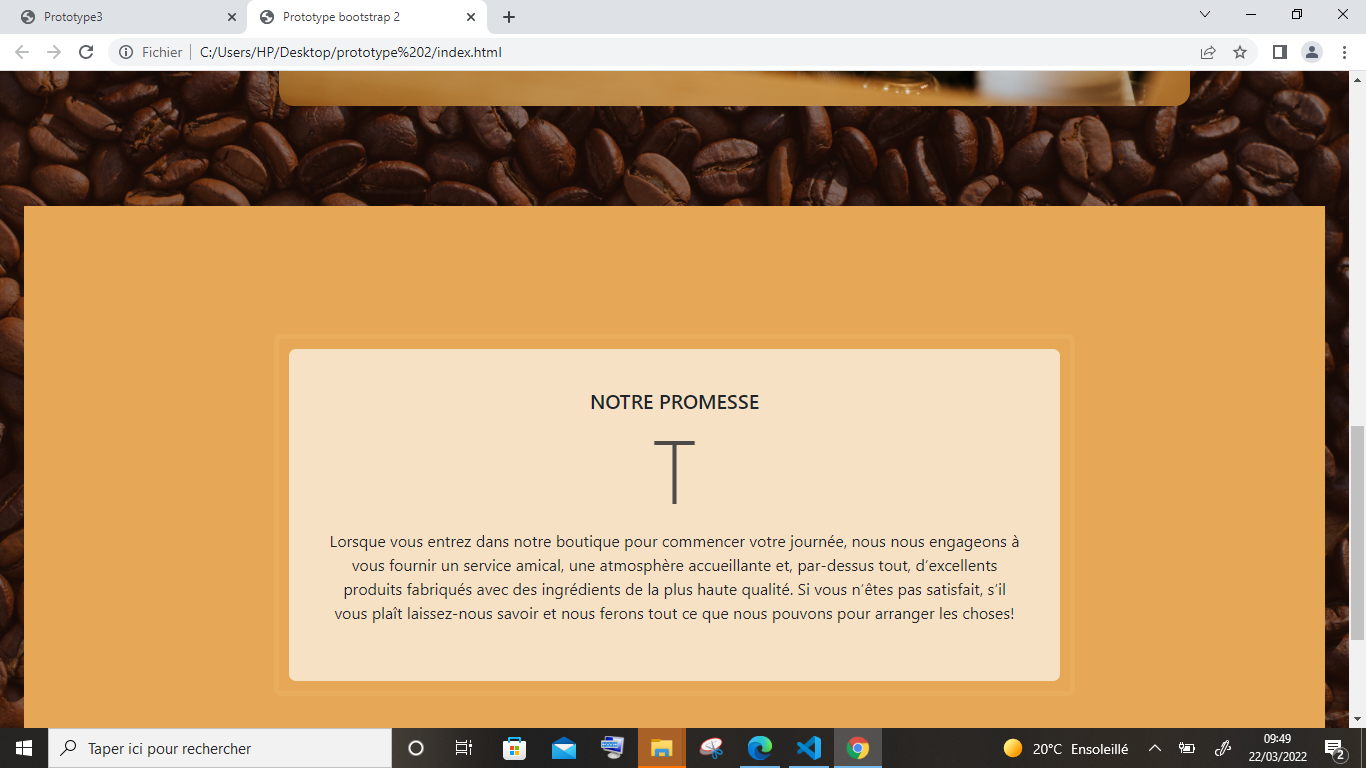 Prototype3
Prototype bootstrap 2
Fichier
C:/Users/HP/Desktop/prototype%202/index.html
NOTRE PROMESSE
T
Lorsque vous entrez dans notre boutique pour commencer votre journée, nous nous engageons à
vous fournir un service amical, une atmosphère accueillante et, par-dessus tout, d'excellents
produits fabriqués avec des ingrédients de la plus haute qualité. Si vous n'êtes pas satisfait, s'il
vous plaît laissez-nous savoir et nous ferons tout ce que nous pouvons pour arranger les choses!
Taper ici pour rechercher
20°C Ensoleillé
09:49
22/03/2022
2